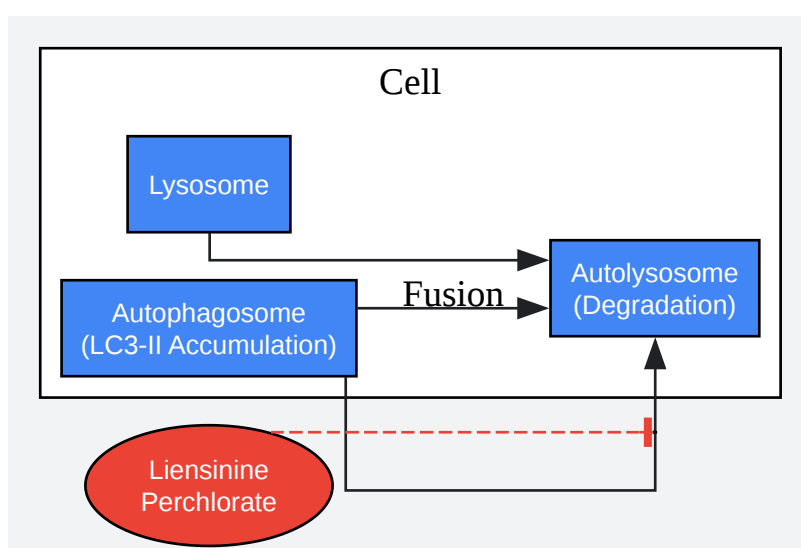 Cell
Lysosome
Autophagosome
(LC3-II Accumulation)
Fusion
Autolysosome
(Degradation)
Liensinine
Perchlorate